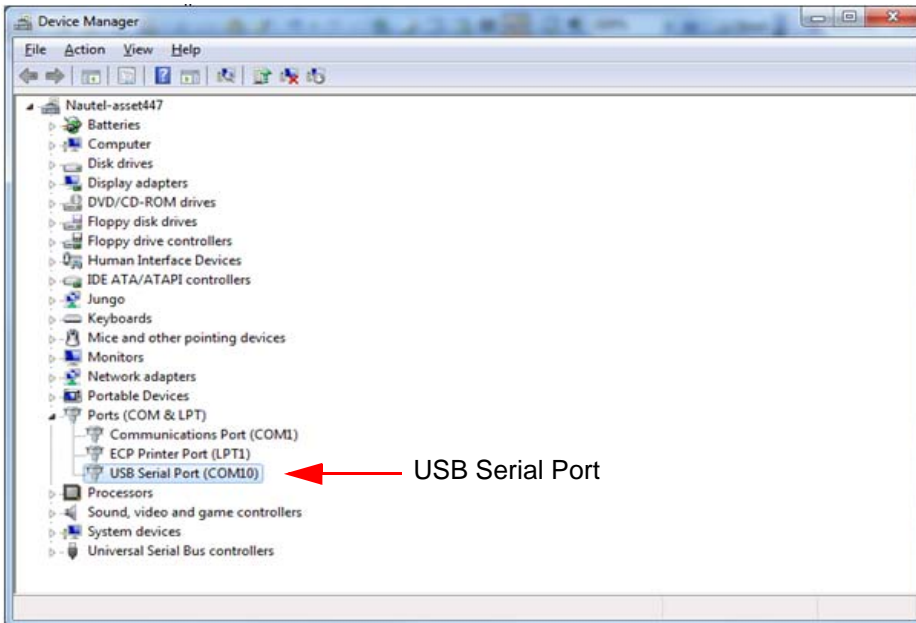 Device Manager
File Action View Help
Nautel-asset447
Batteries
Computer
Disk drives
Display adapters
DVD/CD-ROM drives
Floppy disk drives
Floppy drive controllers
Human Interface Devices
IDE ATA/ATAPI controllers
Jungo
Keyboards
Mice and other pointing devices
Monitors
Network adapters
Portable Devices
Ports (COM & LPT)
Communications Port (COM1)
ECP Printer Port (LPT1)
USB Serial Port (COM10)
USB Serial Port
Processors
Sound, video and game controllers
System devices
Universal Serial Bus controllers